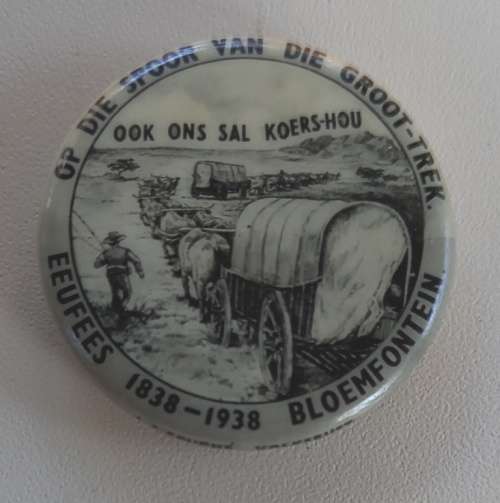 OP DIE SPOOR VAN DIE GROOT-TREK.
OOK ONS SAL KOERS-HOU
EEUFEES 1838-1938 BLOEMFONTEIN.